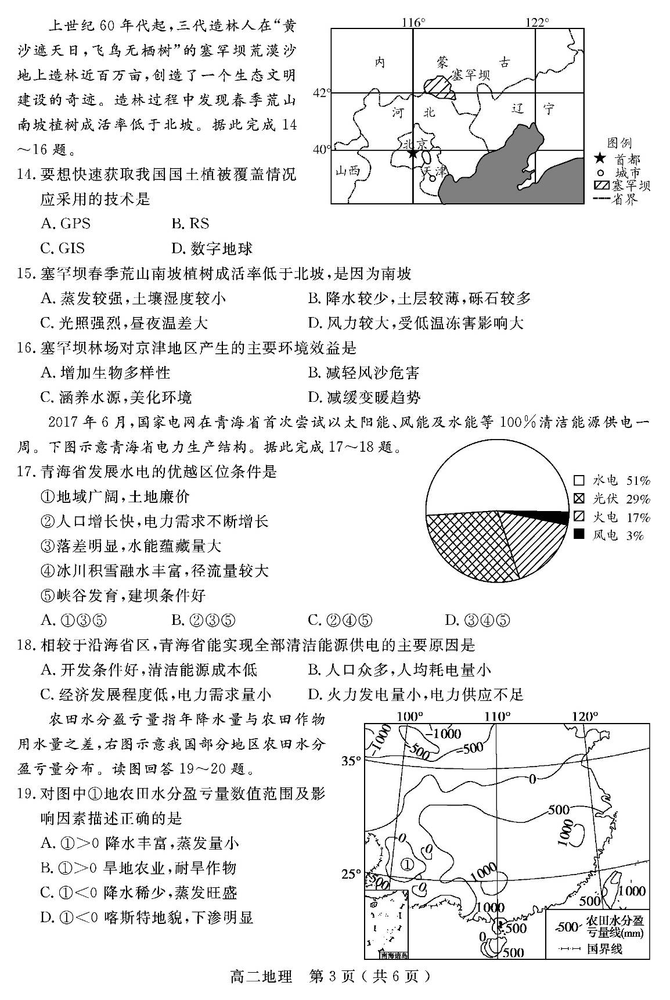 上世纪60年代起,三代造林人在“黄
沙遮天日,飞鸟无栖树”的塞罕坝荒漠沙
地上造林近百万亩,创造了一个生态文明
建设的奇迹。造林过程中发现春季荒山
南坡植树成活率低于北坡。据此完成14
~16题。
116° 122°
内 蒙 古
塞罕坝
42°
河 北
辽 宁
北京
40°
山西
天津
图例
首都
城市
塞罕坝
省界
14.要想快速获取我国国土植被覆盖情况
应采用的技术是
A.GPS B.RS
C.GIS D.数字地球
15.塞罕坝春季荒山南坡植树成活率低于北坡,是因为南坡
A.蒸发较强,土壤湿度较小 B.降水较少,土层较薄,砾石较多
C.光照强烈,昼夜温差大 D.风力较大,受低温冻害影响大
16.塞罕坝林场对京津地区产生的主要环境效益是
A.增加生物多样性 B.减轻风沙危害
C.涵养水源,美化环境 D.减缓变暖趋势
2017年6月,国家电网在青海省首次尝试以太阳能、风能及水能等100%清洁能源供电一
周。下图示意青海省电力生产结构。据此完成17~18题。
17.青海省发展水电的优越区位条件是
①地域广阔,土地廉价
②人口增长快,电力需求不断增长
③落差明显,水能蕴藏量大
④冰川积雪融水丰富,径流量较大
⑤峡谷发育,建坝条件好
水电 51%
光伏 29%
火电 17%
风电 3%
A.①③⑤ B.②③⑤ C.②④⑤ D.③④⑤
18.相较于沿海省区,青海省能实现全部清洁能源供电的主要原因是
A.开发条件好,清洁能源成本低 B.人口众多,人均耗电量小
C.经济发展程度低,电力需求量小 D.火力发电量小,电力供应不足
农田水分盈亏量指年降水量与农田作物
用水量之差,右图示意我国部分地区农田水分
盈亏量分布。读图回答19~20题。
19.对图中①地农田水分盈亏量数值范围及影
响因素描述正确的是
A.①>0 降水丰富,蒸发量小
B.①>0 旱地农业,耐旱作物
C.①<0 降水稀少,蒸发旺盛
D.①<0 喀斯特地貌,下渗明显
100° 110° 120°
-1000
-1000
-500
-500
35°
0
500
1000
0
0
①
25°
500
0
1000
1000
500
1000
500
0
500
南海诸岛
-500- 农田水分盈
亏量线(mm)
国界线
高二地理 第3页(共6页)